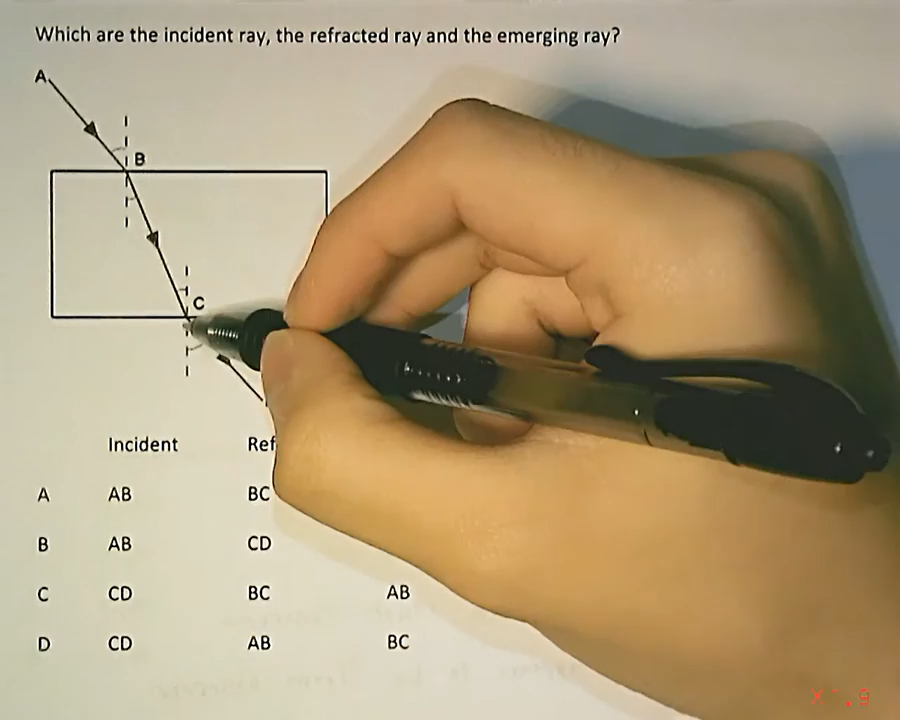 Which are the incident ray, the refracted ray and the emerging ray?
A
B
C
Incident
A AB BC
B AB CD
C CD BC AB
D CD AB BC